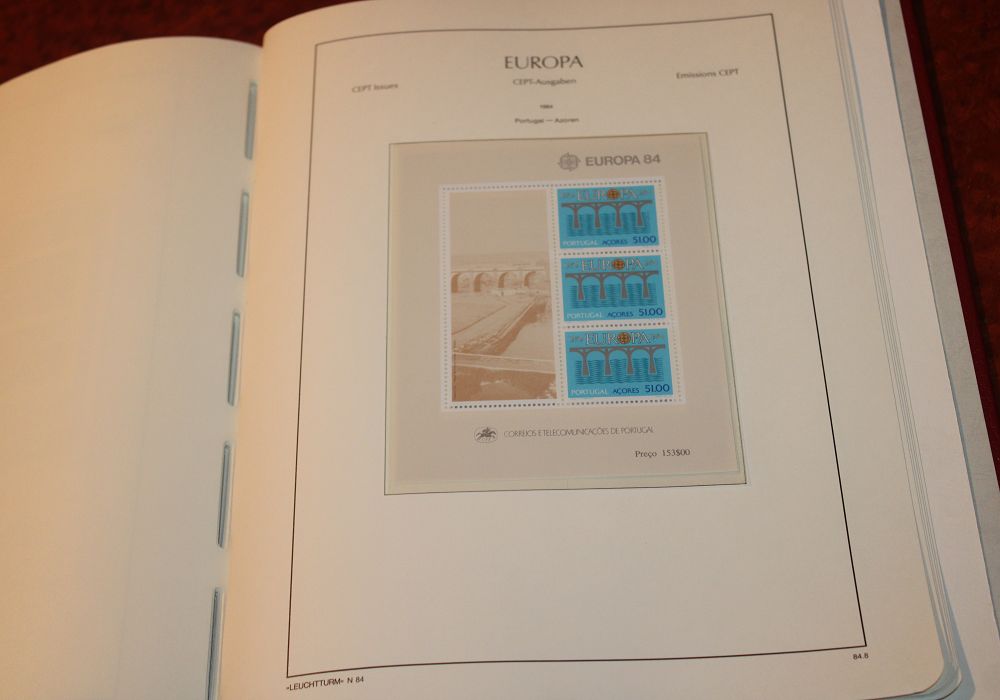 EUROPA
CEPT Issues
CEPT-Ausgaben
Emissions CEPT
1984
Portugal — Azoren
EUROPA 84
EUROPA
PORTUGAL AÇORES 51.00
EUROPA
PORTUGAL AÇORES 51.00
EUROPA
PORTUGAL AÇORES 51.00
CORREIOS E TELECOMUNICAÇÕES DE PORTUGAL
Preço 153$00
»LEUCHTTURM« N 84
84.8